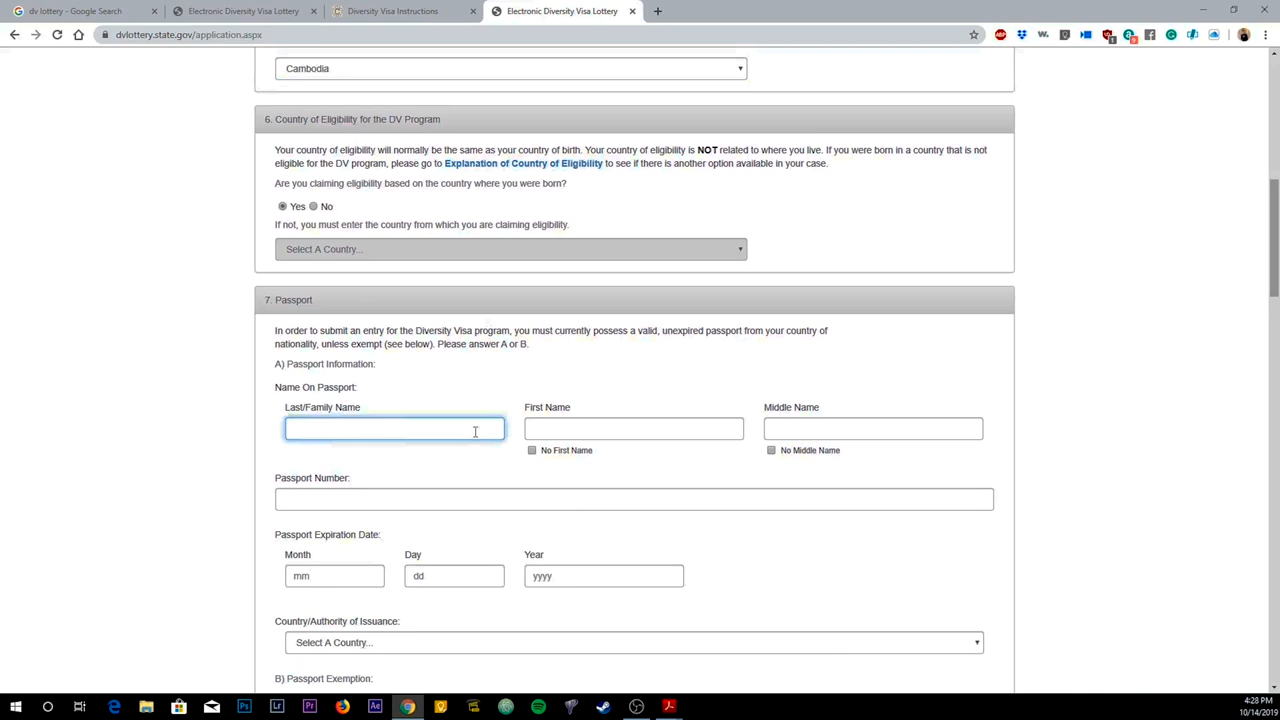 dv lottery - Google Search
Electronic Diversity Visa Lottery
Diversity Visa Instructions
Electronic Diversity Visa Lottery
dvlottery.state.gov/application.aspx
Cambodia
6. Country of Eligibility for the DV Program
Your country of eligibility will normally be the same as your country of birth. Your country of eligibility is NOT related to where you live. If you were born in a country that is not
eligible for the DV program, please go to Explanation of Country of Eligibility to see if there is another option available in your case.
Are you claiming eligibility based on the country where you were born?
Yes No
If not, you must enter the country from which you are claiming eligibility.
Select A Country...
7. Passport
In order to submit an entry for the Diversity Visa program, you must currently possess a valid, unexpired passport from your country of
nationality, unless exempt (see below). Please answer A or B.
A) Passport Information:
Name On Passport:
Last/Family Name First Name Middle Name
No First Name No Middle Name
Passport Number:
Passport Expiration Date:
Month Day Year
mm dd yyyy
Country/Authority of Issuance:
Select A Country...
B) Passport Exemption:
4:28 PM
10/14/2019